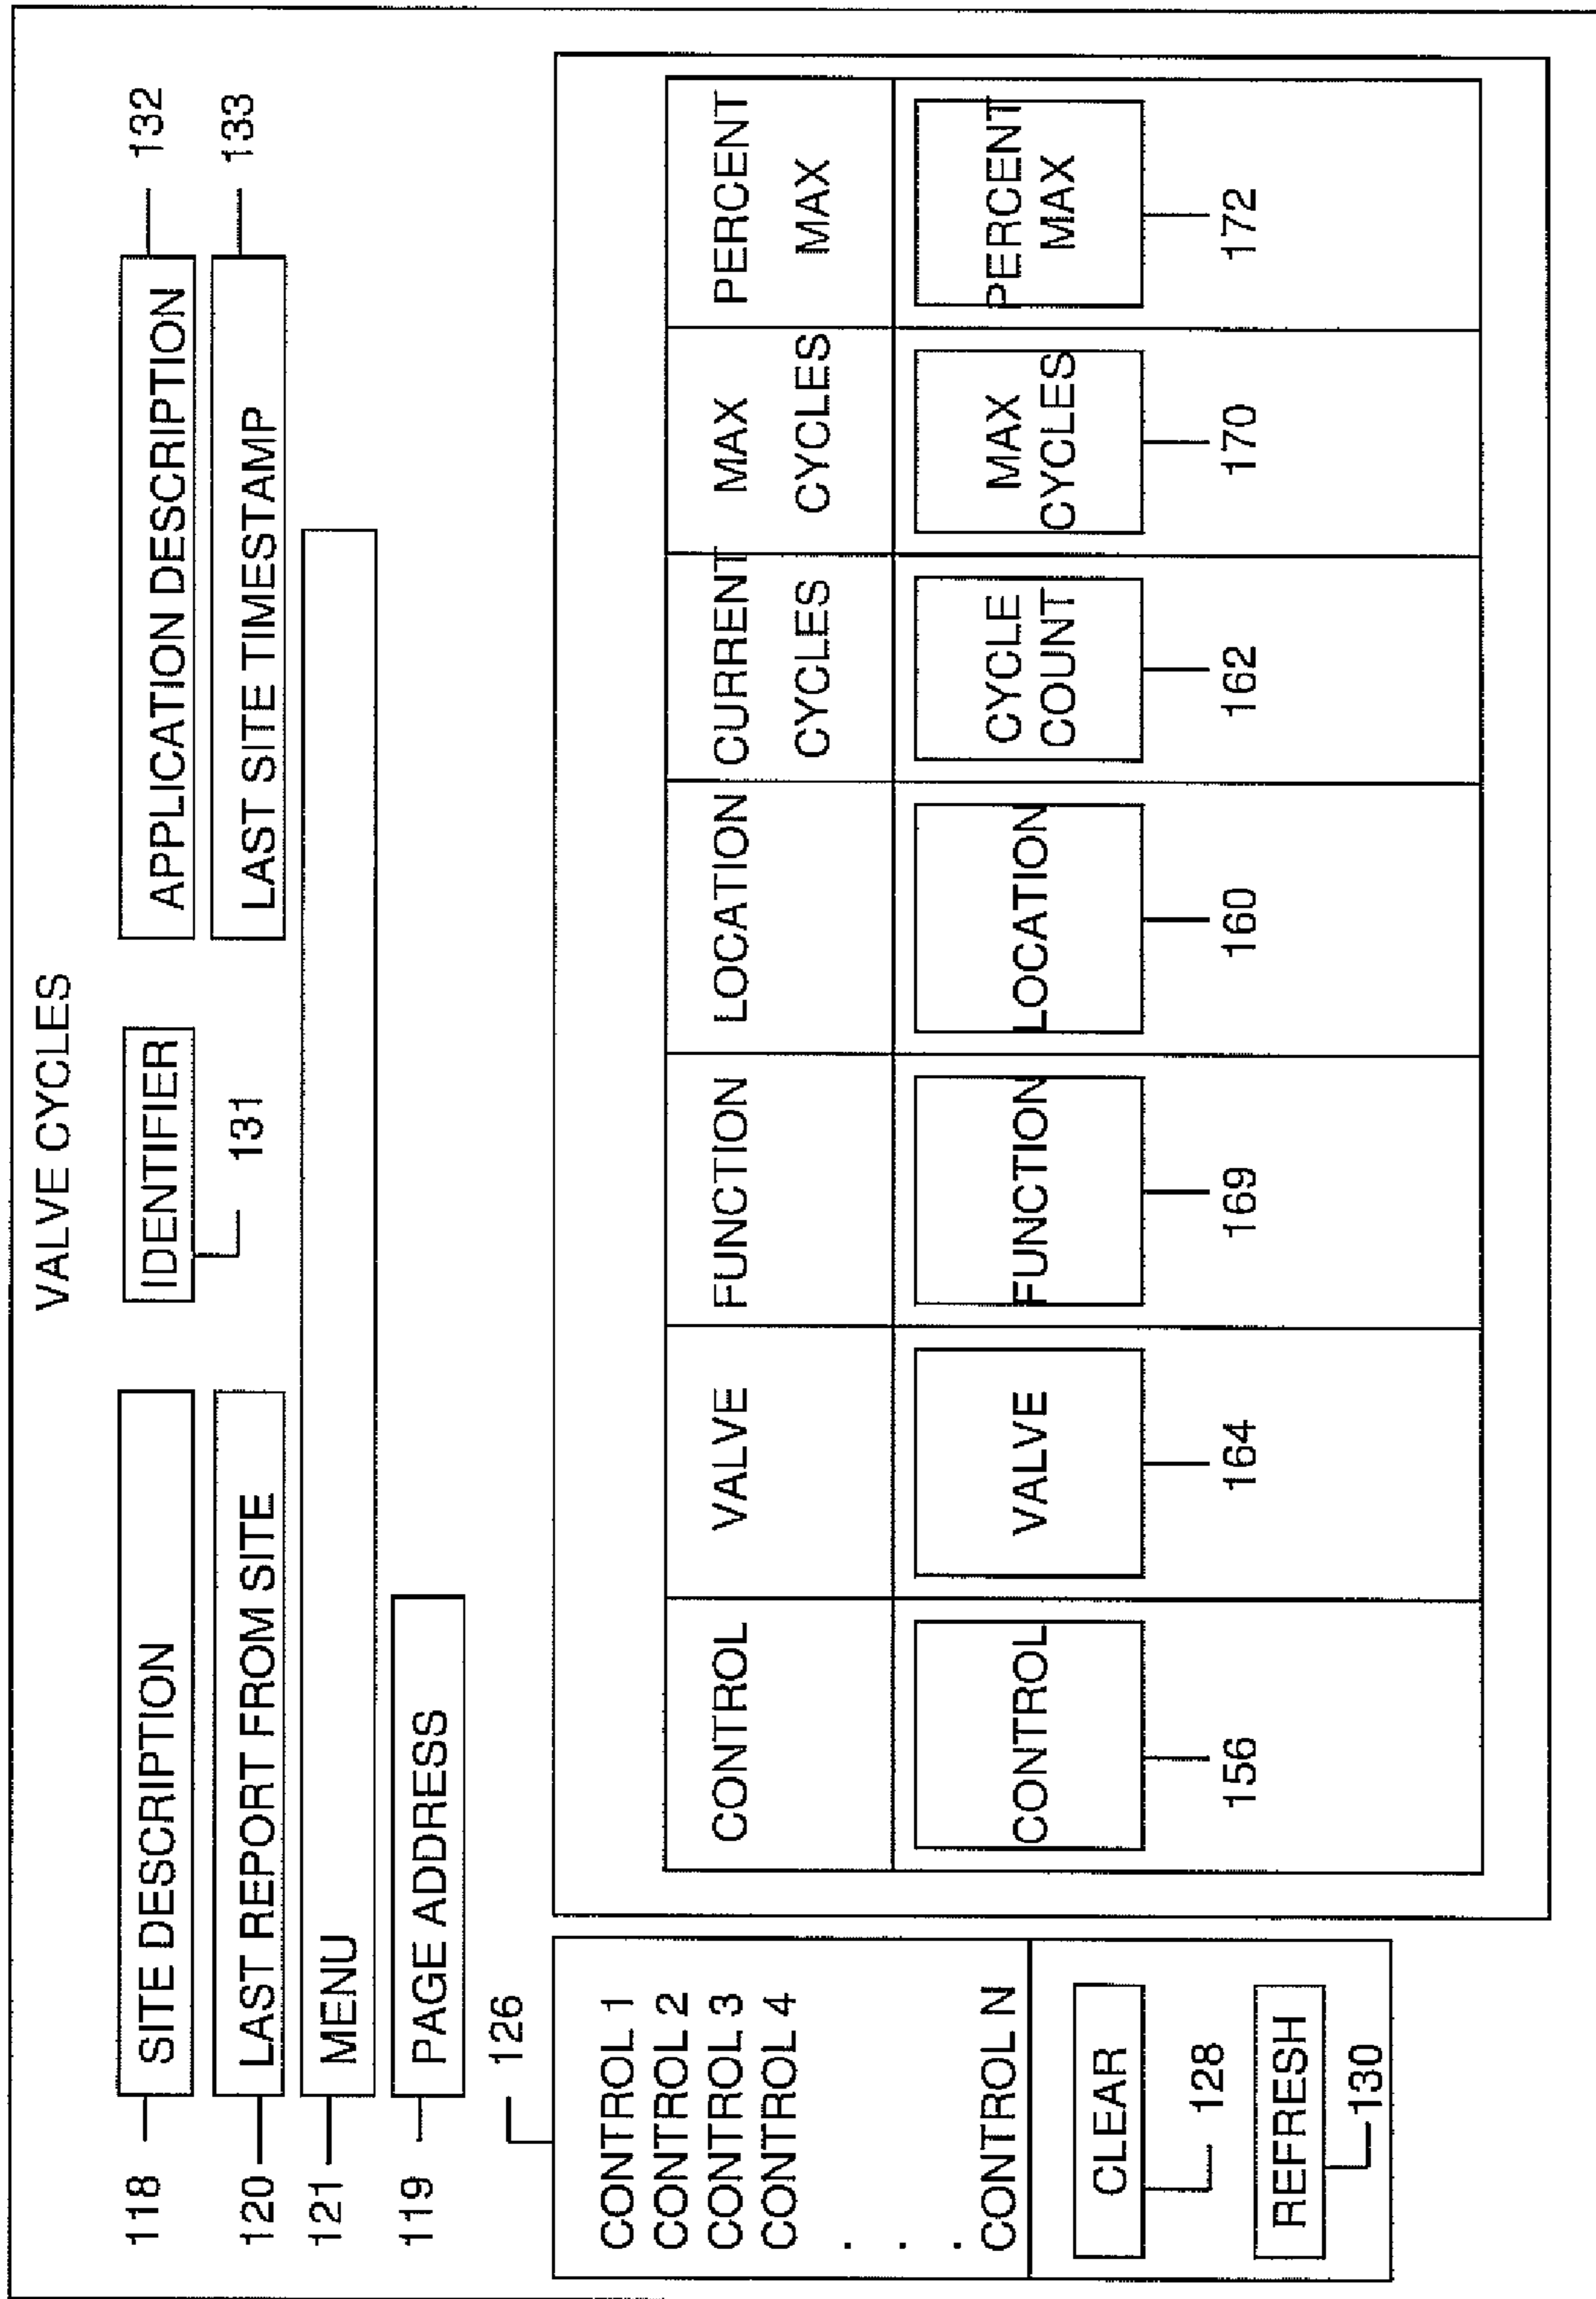 VALVE CYCLES
118
SITE DESCRIPTION
IDENTIFIER
131
APPLICATION DESCRIPTION
132
120
LAST REPORT FROM SITE
LAST SITE TIMESTAMP
133
121
MENU
119
PAGE ADDRESS
126
CONTROL 1
CONTROL 2
CONTROL 3
CONTROL 4
. . .
CONTROL N
CLEAR
128
REFRESH
130
CONTROL
VALVE
FUNCTION
LOCATION
CURRENT
CYCLES
MAX
CYCLES
PERCENT
MAX
CONTROL
VALVE
FUNCTION
LOCATION
CYCLE
COUNT
MAX
CYCLES
PERCENT
MAX
156
164
169
160
162
170
172